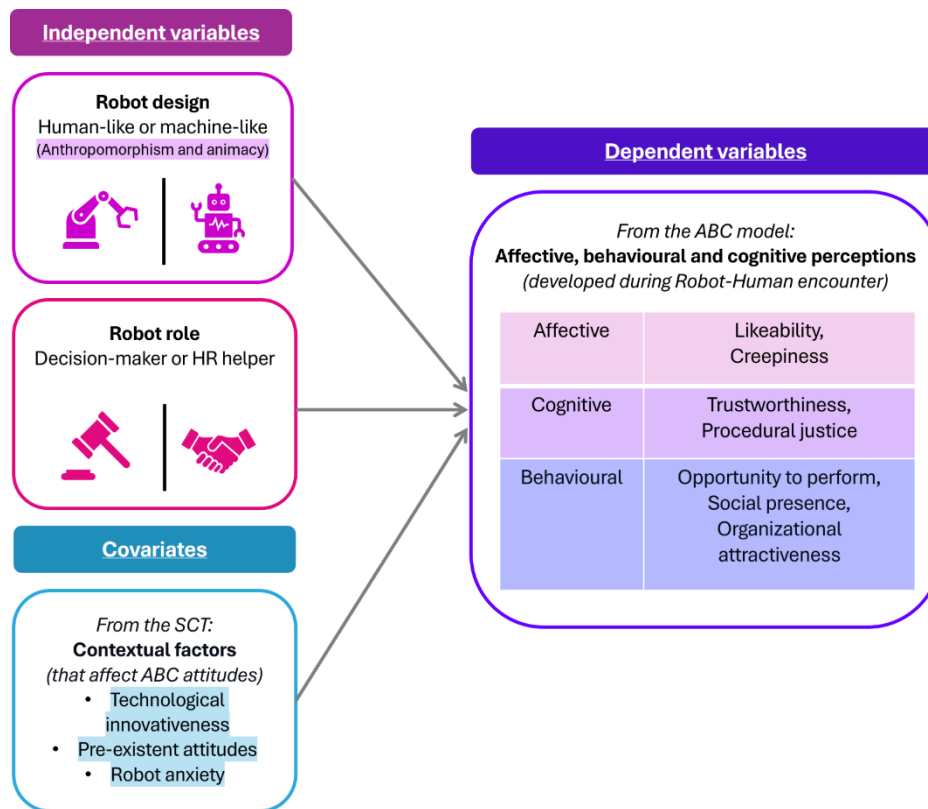 Independent variables
Robot design
Human-like or machine-like
(Anthropomorphism and animacy)
Robot role
Decision-maker or HR helper
Covariates
From the SCT:
Contextual factors
(that affect ABC attitudes)
• Technological
innovativeness
• Pre-existent attitudes
• Robot anxiety
Dependent variables
From the ABC model:
Affective, behavioural and cognitive perceptions
(developed during Robot-Human encounter)
Affective
Likeability,
Creepiness
Cognitive
Trustworthiness,
Procedural justice
Behavioural
Opportunity to perform,
Social presence,
Organizational
attractiveness